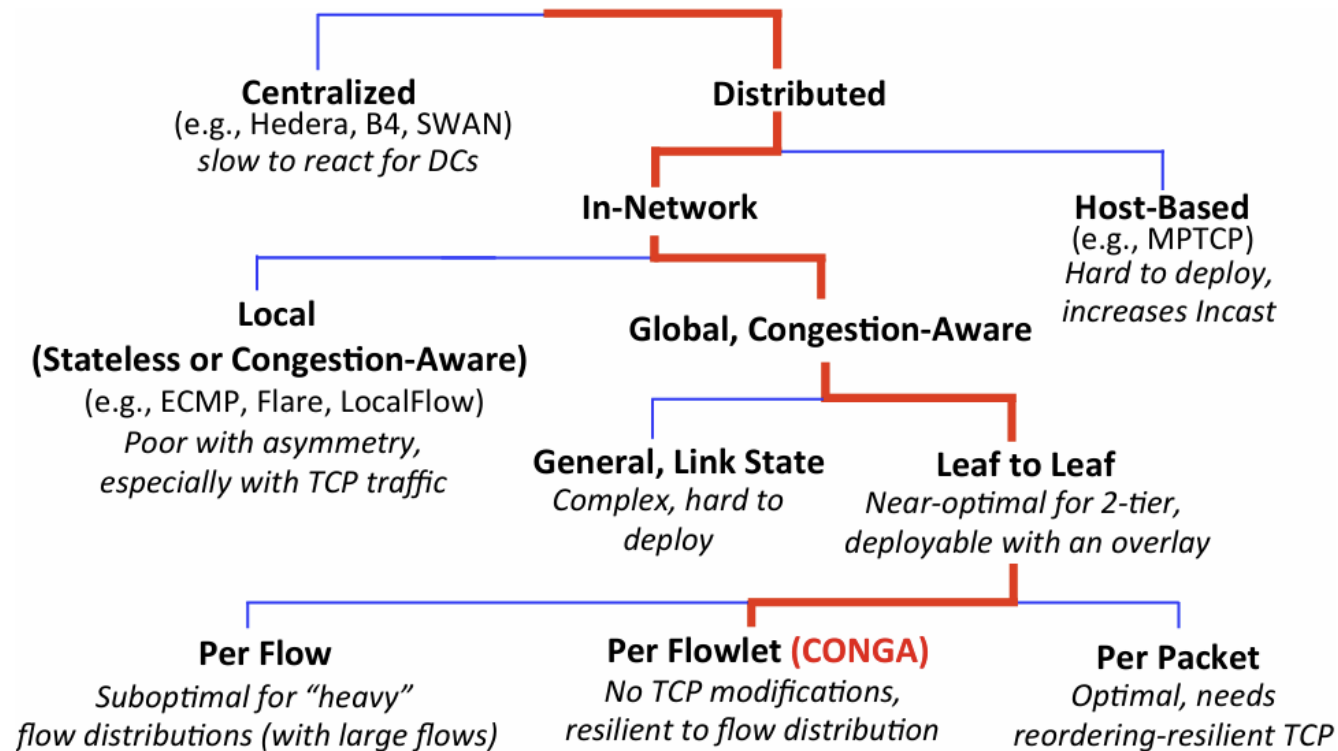 Centralized
(e.g., Hedera, B4, SWAN)
slow to react for DCs
Distributed
In-Network
Host-Based
(e.g., MPTCP)
Hard to deploy,
increases Incast
Local
(Stateless or Congestion-Aware)
(e.g., ECMP, Flare, LocalFlow)
Poor with asymmetry,
especially with TCP traffic
Global, Congestion-Aware
General, Link State
Complex, hard to
deploy
Leaf to Leaf
Near-optimal for 2-tier,
deployable with an overlay
Per Flow
Suboptimal for “heavy”
flow distributions (with large flows)
Per Flowlet (CONGA)
No TCP modifications,
resilient to flow distribution
Per Packet
Optimal, needs
reordering-resilient TCP